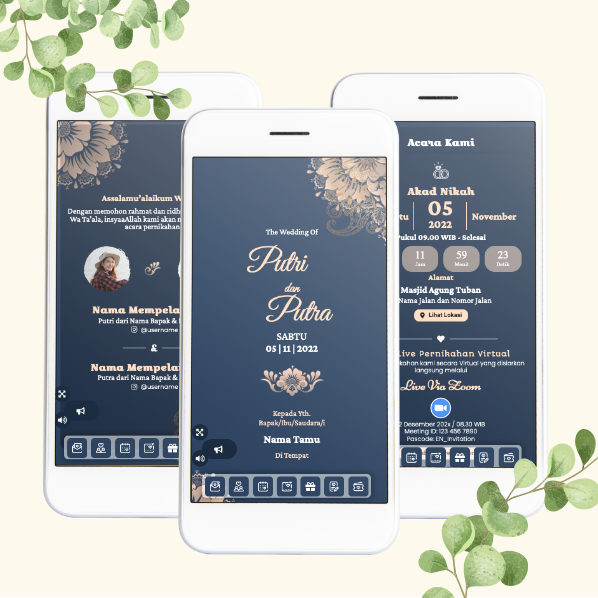 Assalamu'alaikum W
Dengan memohon rahmat dan ridh
Wa Ta'ala, insyaaAllah kami akan m
acara pernikahan
Nama Mempela
Putri dari Nama Bapak &
@username
&
Nama Mempela
Putra dari Nama Bapak &
@username
The Wedding Of
Putri
dan
Putra
SABTU
05 | 11 | 2022
Kepada Yth.
Bapak/Ibu/Saudara/i
Nama Tamu
Di Tempat
Acara Kami
Akad Nikah
tu
05
2022
November
Pukul 09.00 WIB - Selesai
11
Jam
59
Menit
23
Detik
Alamat
Masjid Agung Tuban
Nama Jalan dan Nomor Jalan
Lihat Lokasi
Live Pernikahan Virtual
kahan kami secara Virtual yang disiarkan
langsung melalui
Live Via Zoom
2 Desember 202x / 08.30 WIB
Meeting ID: 123 456 7890
Pascode: EN_Invitation